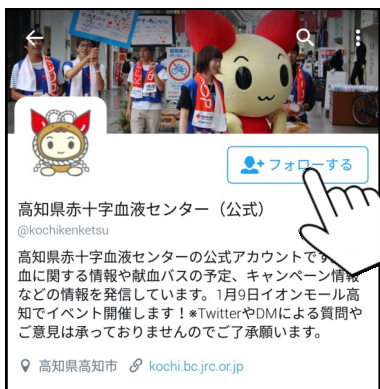 フォローする
高知県赤十字血液センター（公式）
@kochikenketsu
高知県赤十字血液センターの公式アカウントです
血に関する情報や献血バスの予定、キャンペーン情報
などの情報を発信しています。1月9日イオンモール高
知でイベント開催します！※TwitterやDMによる質問や
ご意見は承っておりませんのでご了承願います。
高知県高知市 kochi.bc.jrc.or.jp